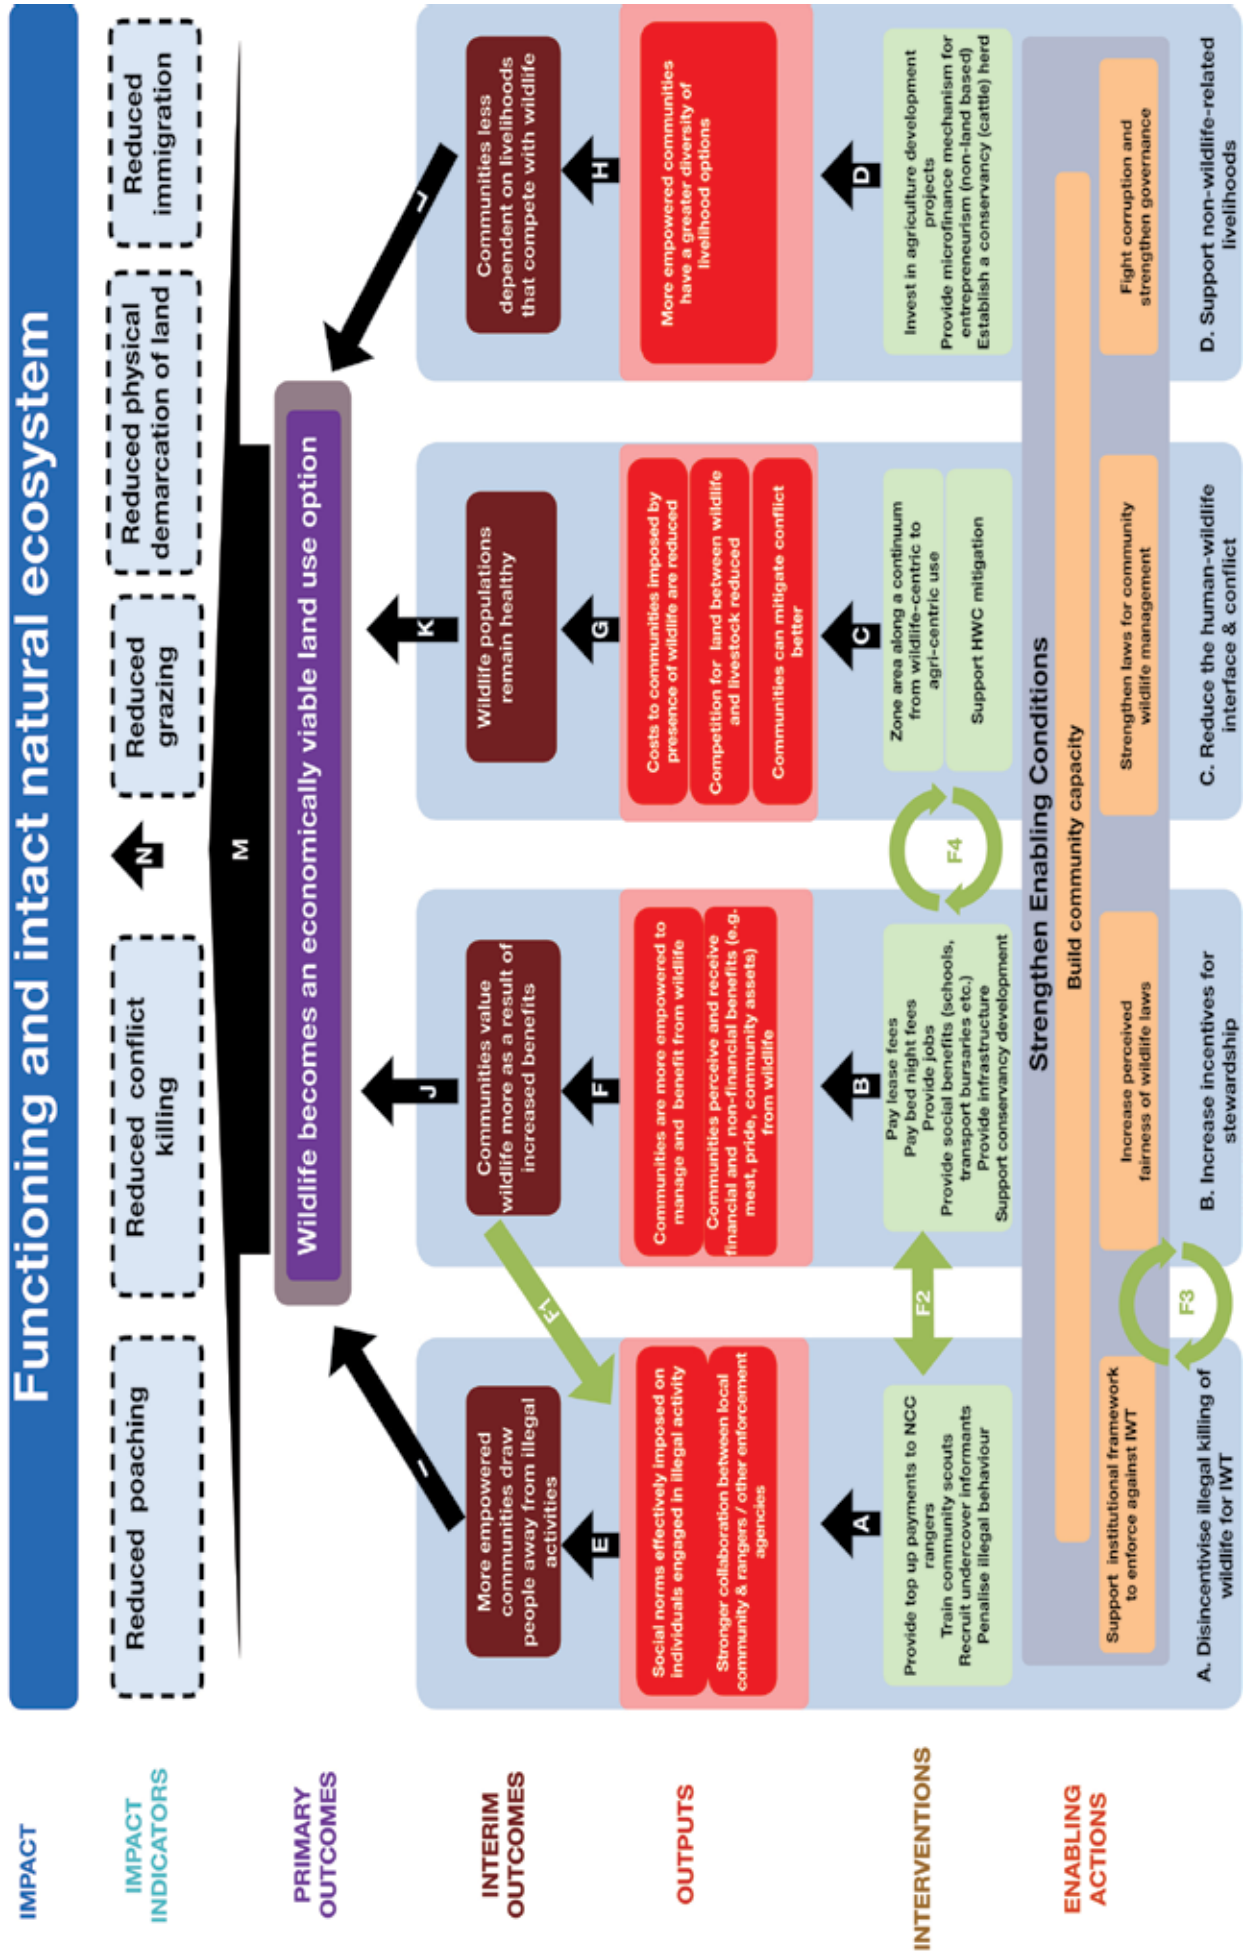 IMPACT
Functioning and intact natural ecosystem
IMPACT
INDICATORS
Reduced poaching
Reduced conflict
killing
Reduced
grazing
Reduced physical
demarcation of land
Reduced
immigration
N
M
PRIMARY
OUTCOMES
Wildlife becomes an economically viable land use option
I
J
K
INTERIM
OUTCOMES
More empowered
communities draw
people away from illegal
activities
Communities value
wildlife more as a result of
increased benefits
Wildlife populations
remain healthy
Communities less
dependent on livelihoods
that compete with wildlife
F1
E
F
G
H
OUTPUTS
Social norms effectively imposed on
individuals engaged in illegal activity
Stronger collaboration between local
community & rangers / other enforcement
agencies
Communities are more empowered to
manage and benefit from wildlife
Communities perceive and receive
financial and non-financial benefits (e.g.
meat, pride, community assets)
from wildlife
Costs to communities imposed by
presence of wildlife are reduced
Competition for land between wildlife
and livestock reduced
Communities can mitigate conflict
better
More empowered communities
have a greater diversity of
livelihood options
A
B
C
D
INTERVENTIONS
Provide top up payments to NCC
rangers
Train community scouts
Recruit undercover informants
Penalise illegal behaviour
F2
Pay lease fees
Pay bed night fees
Provide jobs
Provide social benefits (schools,
transport bursaries etc.)
Provide infrastructure
Support conservancy development
F4
Zone area along a continuum
from wildlife-centric to
agri-centric use
Support HWC mitigation
Invest in agriculture development
projects
Provide microfinance mechanism for
entrepreneurism (non-land based)
Establish a conservancy (cattle) herd
ENABLING
ACTIONS
Strengthen Enabling Conditions
Build community capacity
Support institutional framework
to enforce against IWT
Increase perceived
fairness of wildlife laws
Strengthen laws for community
wildlife management
Fight corruption and
strengthen governance
F3
A. Disincentivise illegal killing of
wildlife for IWT
B. Increase incentives for
stewardship
C. Reduce the human-wildlife
interface & conflict
D. Support non-wildlife-related
livelihoods